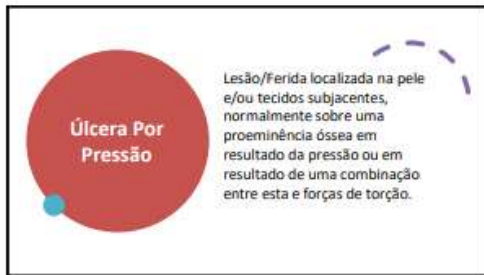 Úlcera Por
Pressão
Lesão/Ferida localizada na pele
e/ou tecidos subjacentes,
normalmente sobre uma
proeminência óssea em
resultado da pressão ou em
resultado de uma combinação
entre esta e forças de torção.